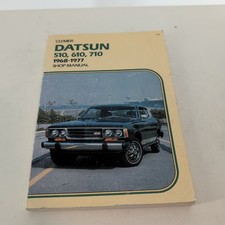 CLYMER
DATSUN
510, 610, 710
1968-1977
SHOP MANUAL